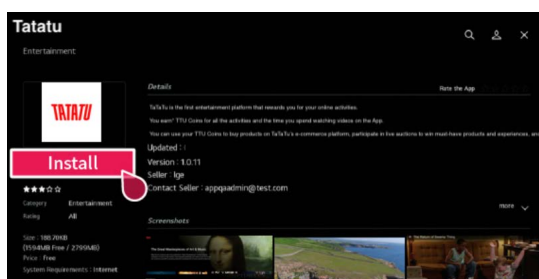 Tatatu
Entertainment
TATATU
Install
Category Entertainment
Rating All
Size : 188.70KB
(1594MB Free / 2799MB)
Price : Free
System Requirements : Internet
Details
Rate the App
TaTaTu is the first entertainment platform that rewards you for your online activities.
You earn* TTU Coins for all the activities and the time you spend watching videos on the App.
You can use your TTU Coins to buy products on TaTaTu's e-commerce platform, participate in live auctions to win must-have products and experiences, an
Updated :
Version : 1.0.11
Seller : lge
Contact Seller : appqaadmin@test.com
more
Screenshots